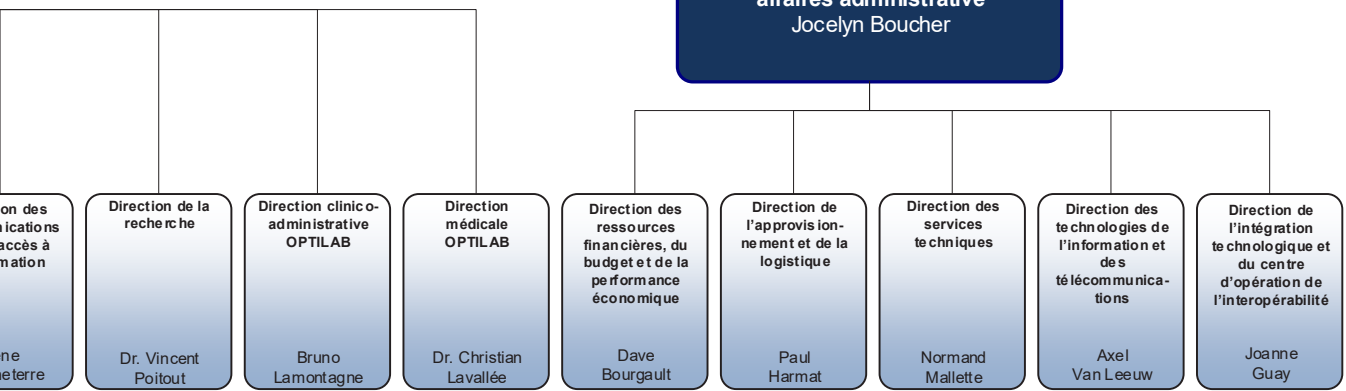 affaires administrative
Jocelyn Boucher
Direction de la
recherche
Dr. Vincent
Poitout
Direction clinico-
administrative
OPTILAB
Bruno
Lamontagne
Direction
médicale
OPTILAB
Dr. Christian
Lavallée
Direction des
ressources
financières, du
budget et de la
performance
économique
Dave
Bourgault
Direction de
l’approvision-
nement et de la
logistique
Paul
Harmat
Direction des
services
techniques
Normand
Mallette
Direction des
technologies de
l’information et
des
télécommunica-
tions
Axel
Van Leeuw
Direction de
l’intégration
technologique et
du centre
d’opération de
l’interopérabilité
Joanne
Guay